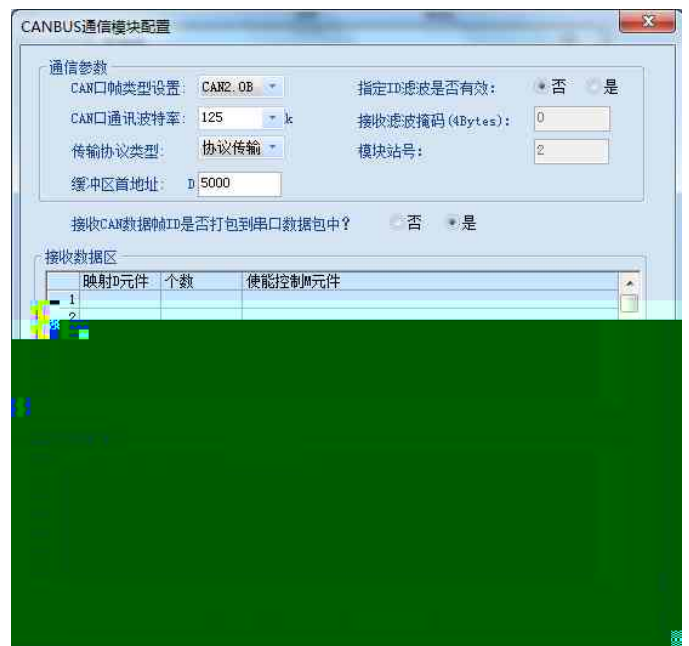 CANBUS通信模块配置
通信参数
CAN口帧类型设置: CAN2.0B 指定ID滤波是否有效: 否 是
CAN口通讯波特率: 125 k 接收滤波摘码(4Bytes): 0
传输协议类型: 协议传输 模块站号: 2
缓冲区首地址: D 5000
接收CAN数据帧ID是否打包到串口数据包中? 否 是
接收数据区
映射D元件 个数 使能控制M元件
1
2